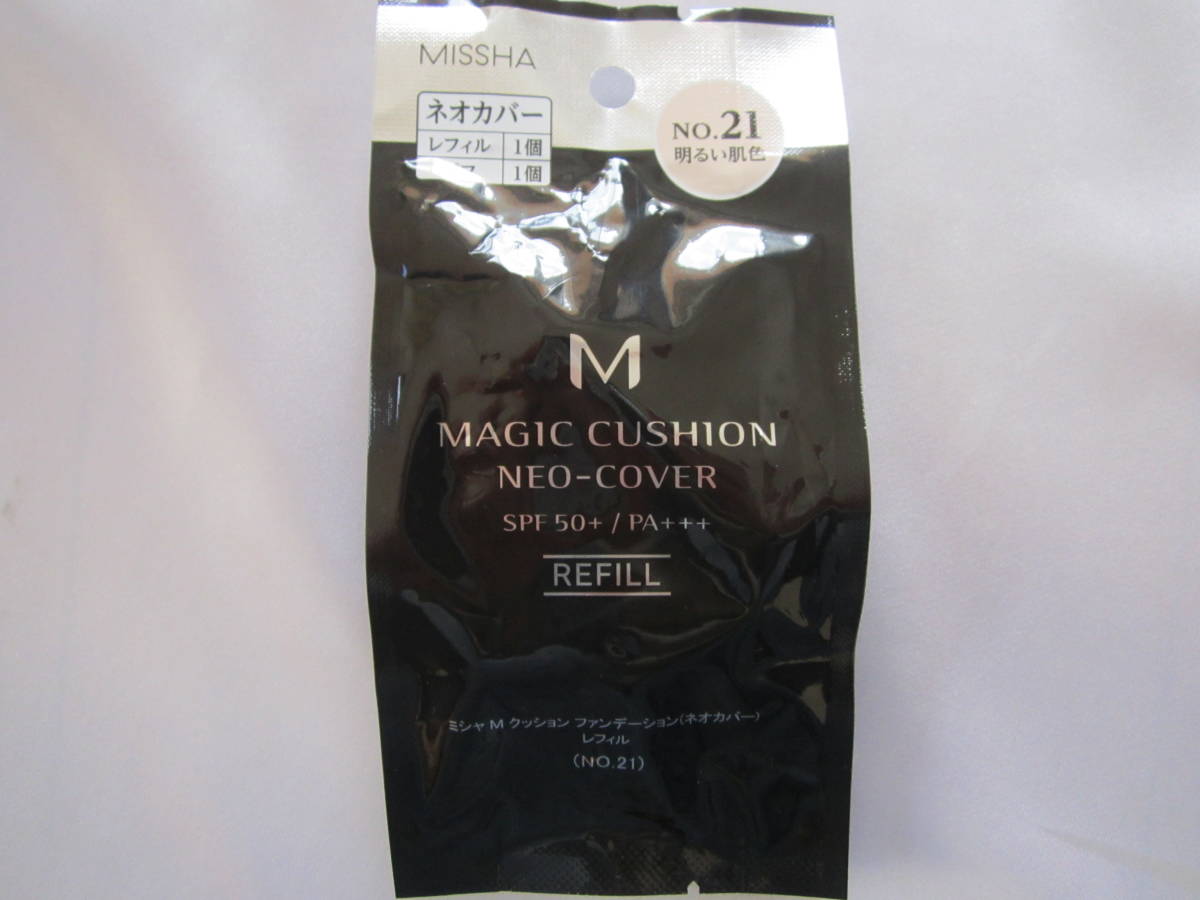 MISSHA
ネオカバー
レフィル 1個
1個
NO.21
明るい肌色
M
MAGIC CUSHION
NEO-COVER
SPF 50+ / PA+++
REFILL
ミシャ M クッション ファンデーション(ネオカバー)
レフィル
(NO.21)